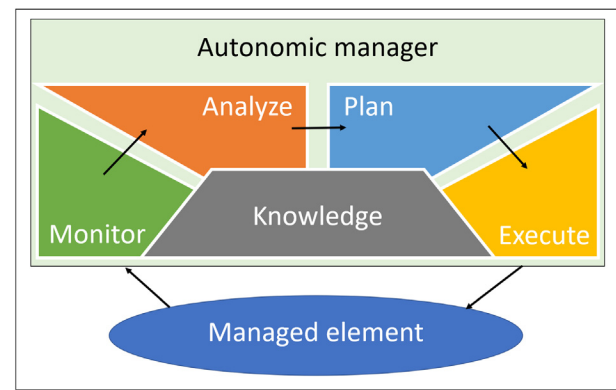 Autonomic manager
Analyze
Plan
Monitor
Knowledge
Execute
Managed element